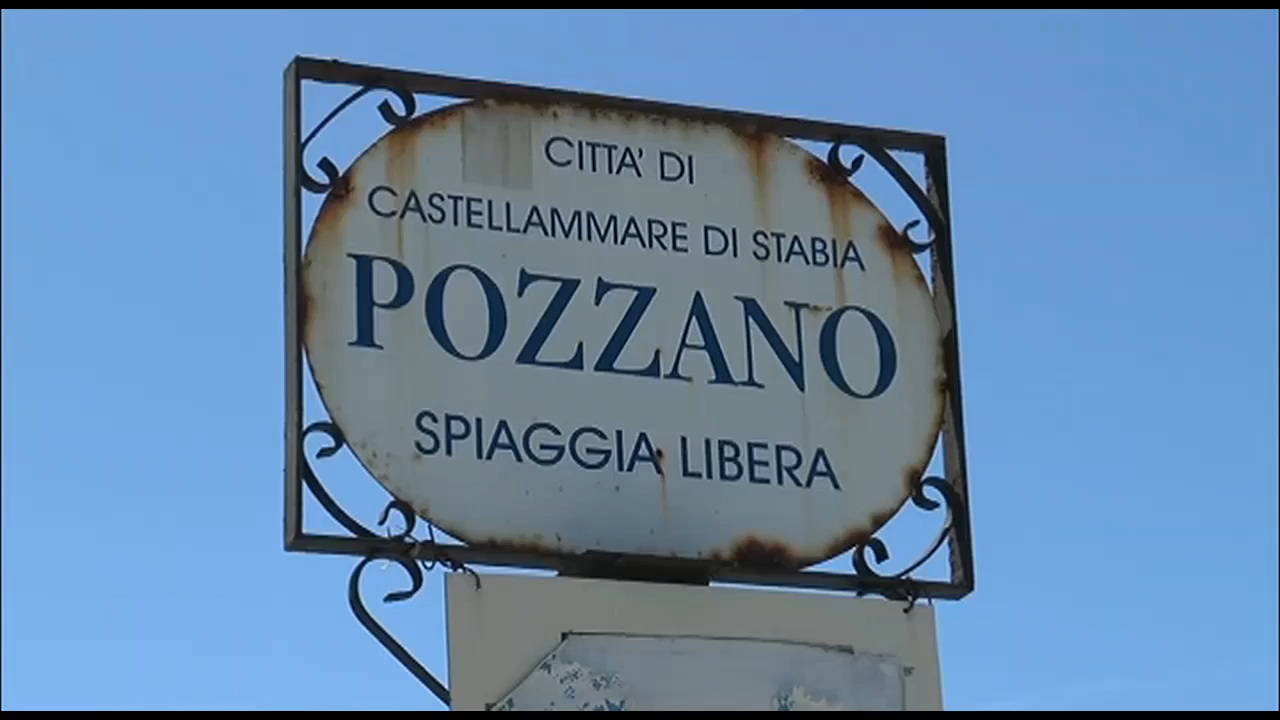 CITTA' DI
CASTELLAMMARE DI STABIA
POZZANO
SPIAGGIA LIBERA